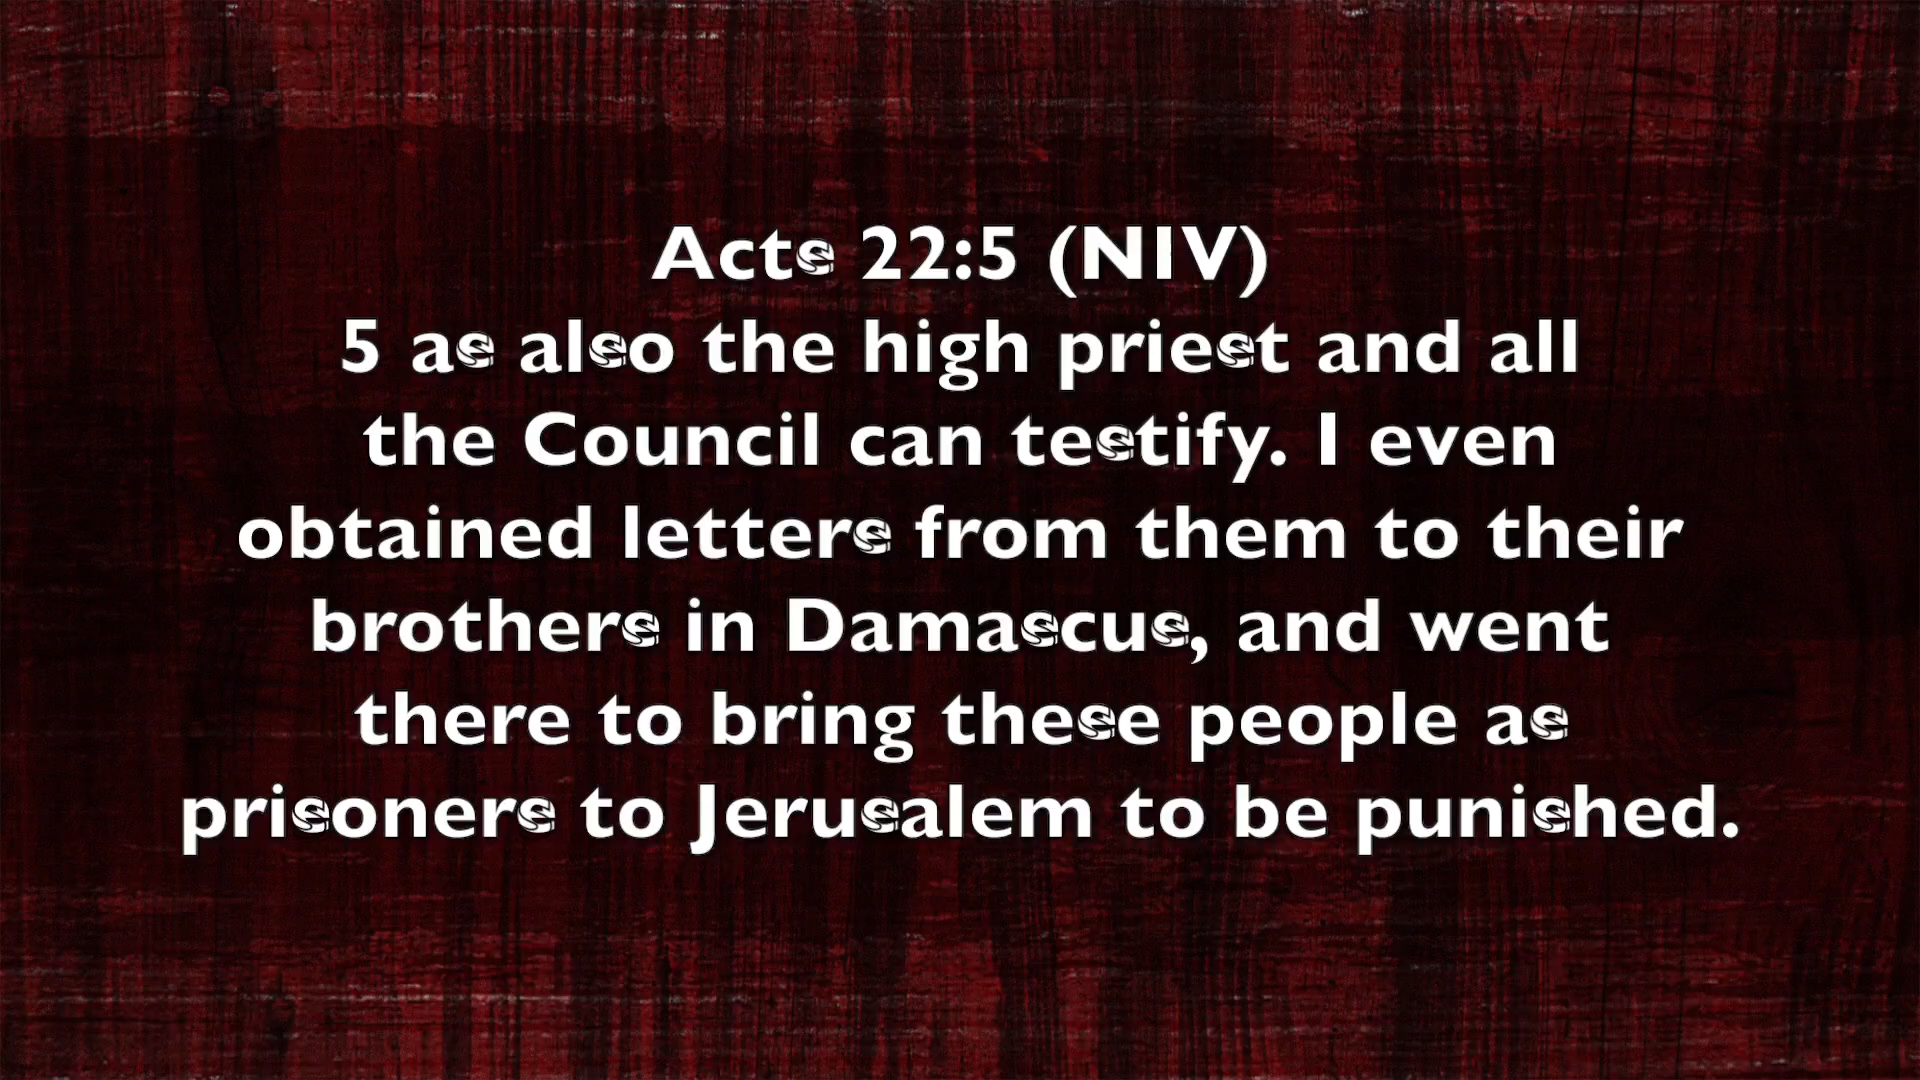 Acts 22:5 (NIV)
5 as also the high priest and all
the Council can testify. I even
obtained letters from them to their
brothers in Damascus, and went
there to bring these people as
prisoners to Jerusalem to be punished.